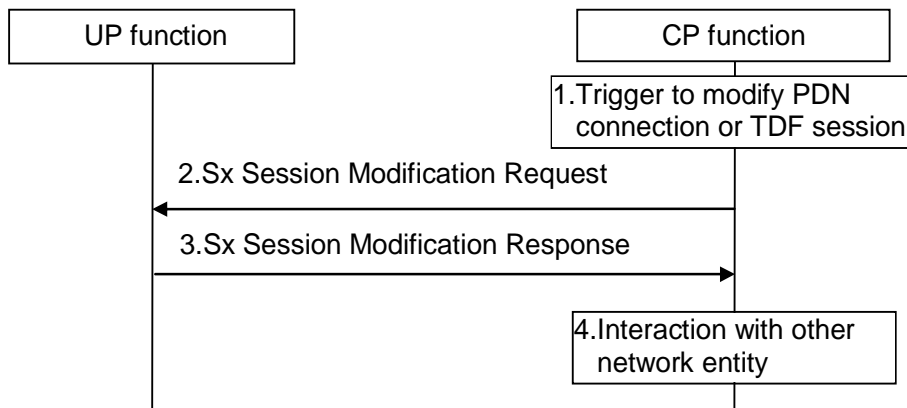 UP function
CP function
1.Trigger to modify PDN
connection or TDF session
2.Sx Session Modification Request
3.Sx Session Modification Response
4.Interaction with other
network entity